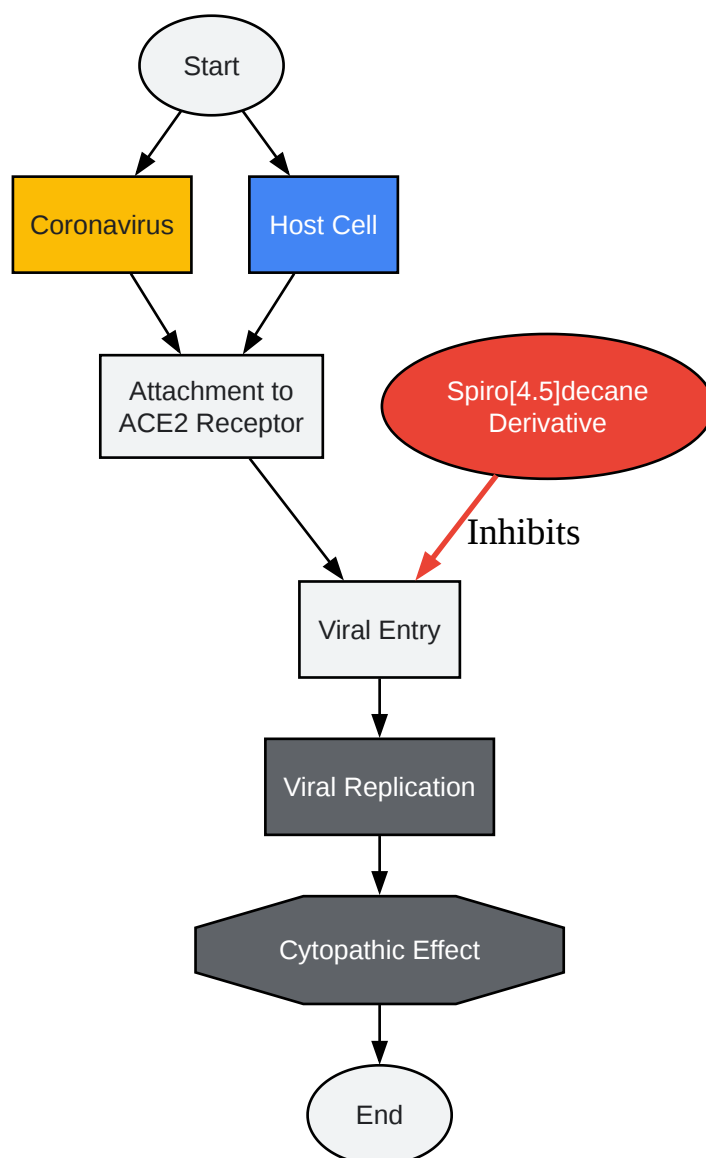 Start
Coronavirus
Host Cell
Attachment to
ACE2 Receptor
Spiro[4.5]decane
Derivative
Inhibits
Viral Entry
Viral Replication
Cytopathic Effect
End